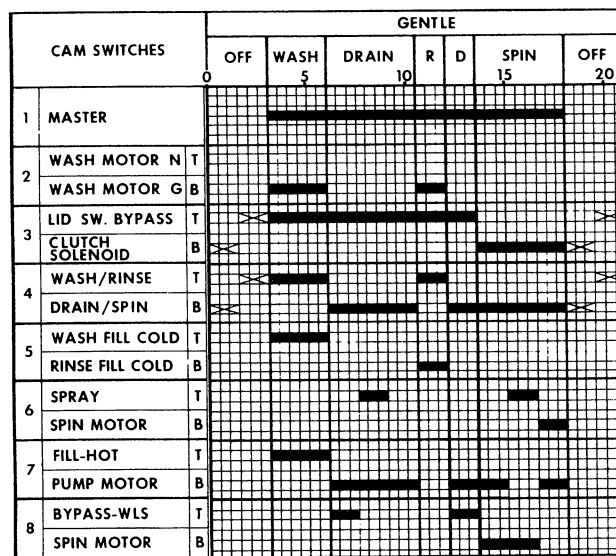 GENTLE
CAM SWITCHES
OFF WASH DRAIN R D SPIN OFF
0 5 10 15 20
1 MASTER
2 WASH MOTOR N T
WASH MOTOR G B
3 LID SW. BYPASS T
CLUTCH SOLENOID B
4 WASH/RINSE T
DRAIN/SPIN B
5 WASH FILL COLD T
RINSE FILL COLD B
6 SPRAY T
SPIN MOTOR B
7 FILL-HOT T
PUMP MOTOR B
8 BYPASS-WLS T
SPIN MOTOR B